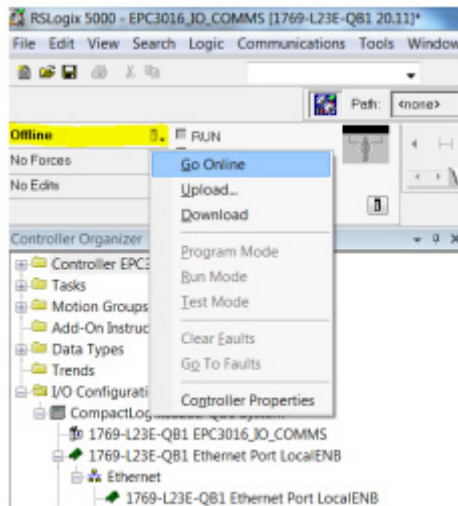 RSLogix 5000 - EPC3016_IO_COMMS [1769-L23E-QB1 20.11]*
File Edit View Search Logic Communications Tools Window
Path: <none>
Offline
RUN
No Forces
No Edits
Go Online
Upload...
Download
Program Mode
Run Mode
Test Mode
Clear Faults
Go To Faults
Controller Properties
Controller Organizer
Controller EPC3
Tasks
Motion Groups
Add-On Instruc
Data Types
Trends
I/O Configurati
1769-L23E-QB1 EPC3016_IO_COMMS
1769-L23E-QB1 Ethernet Port LocalENB
Ethernet
1769-L23E-QB1 Ethernet Port LocalENB